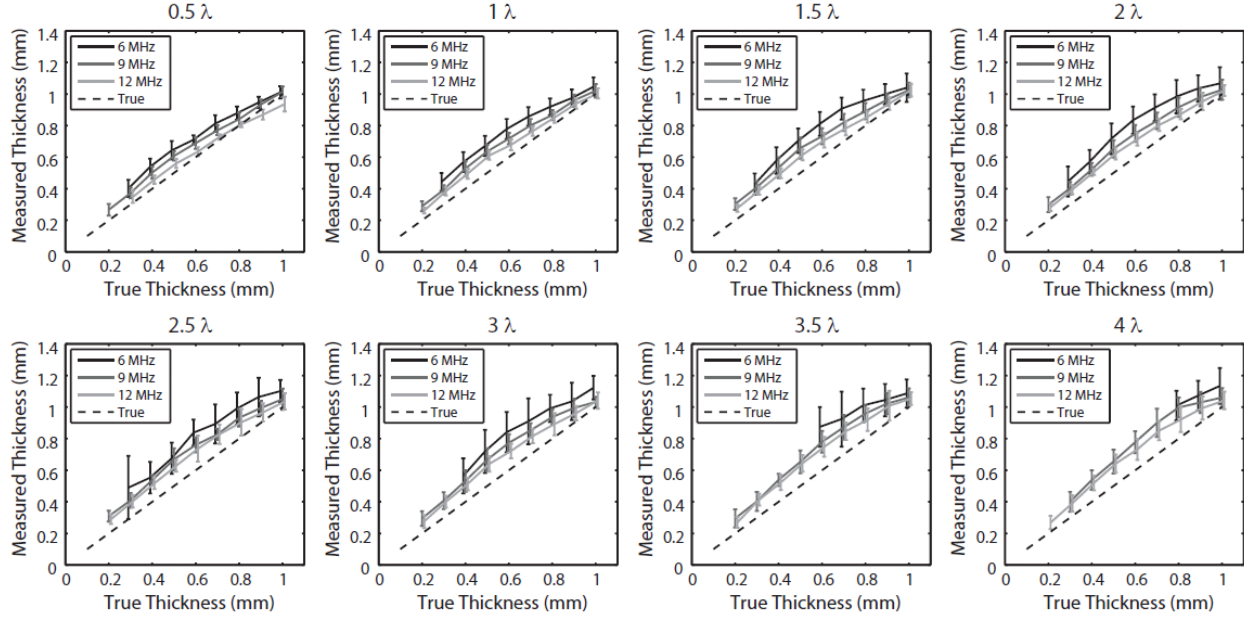 0.5 λ
1.4
1.2
1
0.8
0.6
0.4
0.2
0
Measured Thickness (mm)
6 MHz
9 MHz
12 MHz
True
0 0.2 0.4 0.6 0.8 1
True Thickness (mm)
1 λ
1.4
1.2
1
0.8
0.6
0.4
0.2
0
Measured Thickness (mm)
6 MHz
9 MHz
12 MHz
True
0 0.2 0.4 0.6 0.8 1
True Thickness (mm)
1.5 λ
1.4
1.2
1
0.8
0.6
0.4
0.2
0
Measured Thickness (mm)
6 MHz
9 MHz
12 MHz
True
0 0.2 0.4 0.6 0.8 1
True Thickness (mm)
2 λ
1.4
1.2
1
0.8
0.6
0.4
0.2
0
Measured Thickness (mm)
6 MHz
9 MHz
12 MHz
True
0 0.2 0.4 0.6 0.8 1
True Thickness (mm)
2.5 λ
1.4
1.2
1
0.8
0.6
0.4
0.2
0
Measured Thickness (mm)
6 MHz
9 MHz
12 MHz
True
0 0.2 0.4 0.6 0.8 1
True Thickness (mm)
3 λ
1.4
1.2
1
0.8
0.6
0.4
0.2
0
Measured Thickness (mm)
6 MHz
9 MHz
12 MHz
True
0 0.2 0.4 0.6 0.8 1
True Thickness (mm)
3.5 λ
1.4
1.2
1
0.8
0.6
0.4
0.2
0
Measured Thickness (mm)
6 MHz
9 MHz
12 MHz
True
0 0.2 0.4 0.6 0.8 1
True Thickness (mm)
4 λ
1.4
1.2
1
0.8
0.6
0.4
0.2
0
Measured Thickness (mm)
6 MHz
9 MHz
12 MHz
True
0 0.2 0.4 0.6 0.8 1
True Thickness (mm)